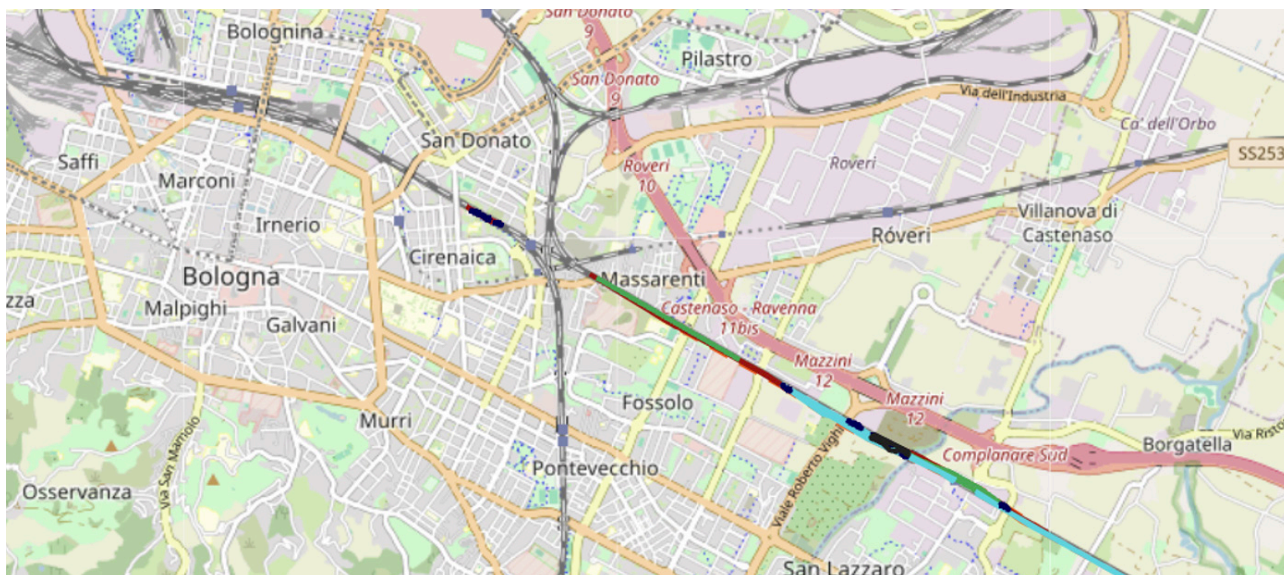 San Donato
9
Bolognina
Pilastro
San Donato
9
Via dell'Industria
Ca' dell'Orbo
San Donato
Saffi
Roveri
10
Roveri
SS253
Marconi
Irnerio
Villanova di
Castenaso
Róveri
Cirenaica
Bologna
Massarenti
zza
Malpighi
Galvani
Castenaso - Ravenna
11bis
Mazzini
12
Fossolo
Mazzini
12
Murri
Via San Mamolo
Viale Roberto Vighi
Complanare Sud
Borgatella
Via Risto
Pontevecchio
Osservanza
San Lazzaro